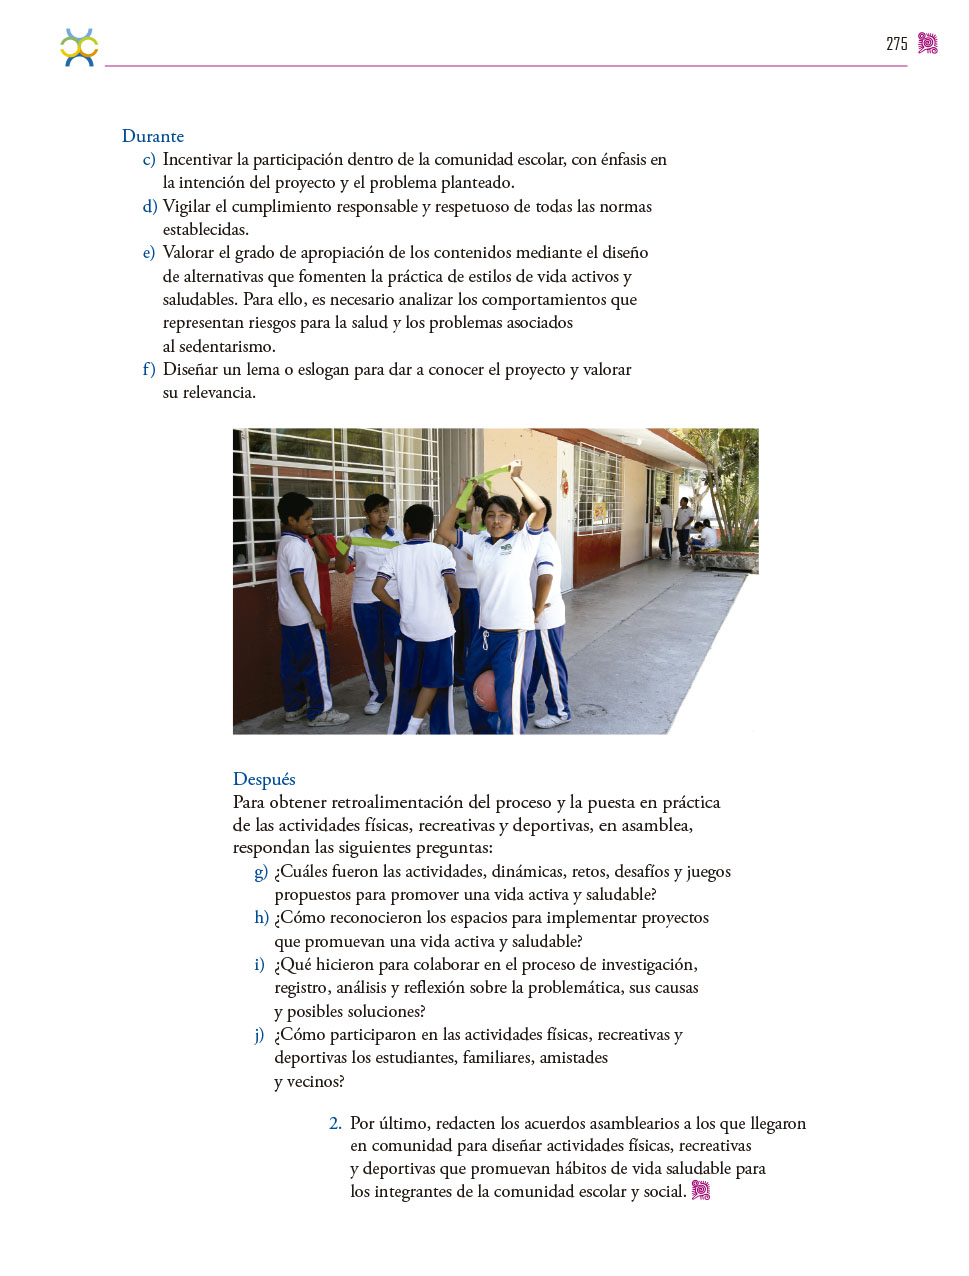 275
Durante
c) Incentivar la participación dentro de la comunidad escolar, con énfasis en
la intención del proyecto y el problema planteado.
d) Vigilar el cumplimiento responsable y respetuoso de todas las normas
establecidas.
e) Valorar el grado de apropiación de los contenidos mediante el diseño
de alternativas que fomenten la práctica de estilos de vida activos y
saludables. Para ello, es necesario analizar los comportamientos que
representan riesgos para la salud y los problemas asociados
al sedentarismo.
f) Diseñar un lema o eslogan para dar a conocer el proyecto y valorar
su relevancia.
Después
Para obtener retroalimentación del proceso y la puesta en práctica
de las actividades físicas, recreativas y deportivas, en asamblea,
respondan las siguientes preguntas:
g) ¿Cuáles fueron las actividades, dinámicas, retos, desafíos y juegos
propuestos para promover una vida activa y saludable?
h) ¿Cómo reconocieron los espacios para implementar proyectos
que promuevan una vida activa y saludable?
i) ¿Qué hicieron para colaborar en el proceso de investigación,
registro, análisis y reflexión sobre la problemática, sus causas
y posibles soluciones?
j) ¿Cómo participaron en las actividades físicas, recreativas y
deportivas los estudiantes, familiares, amistades
y vecinos?
2. Por último, redacten los acuerdos asamblearios a los que llegaron
en comunidad para diseñar actividades físicas, recreativas
y deportivas que promuevan hábitos de vida saludable para
los integrantes de la comunidad escolar y social.